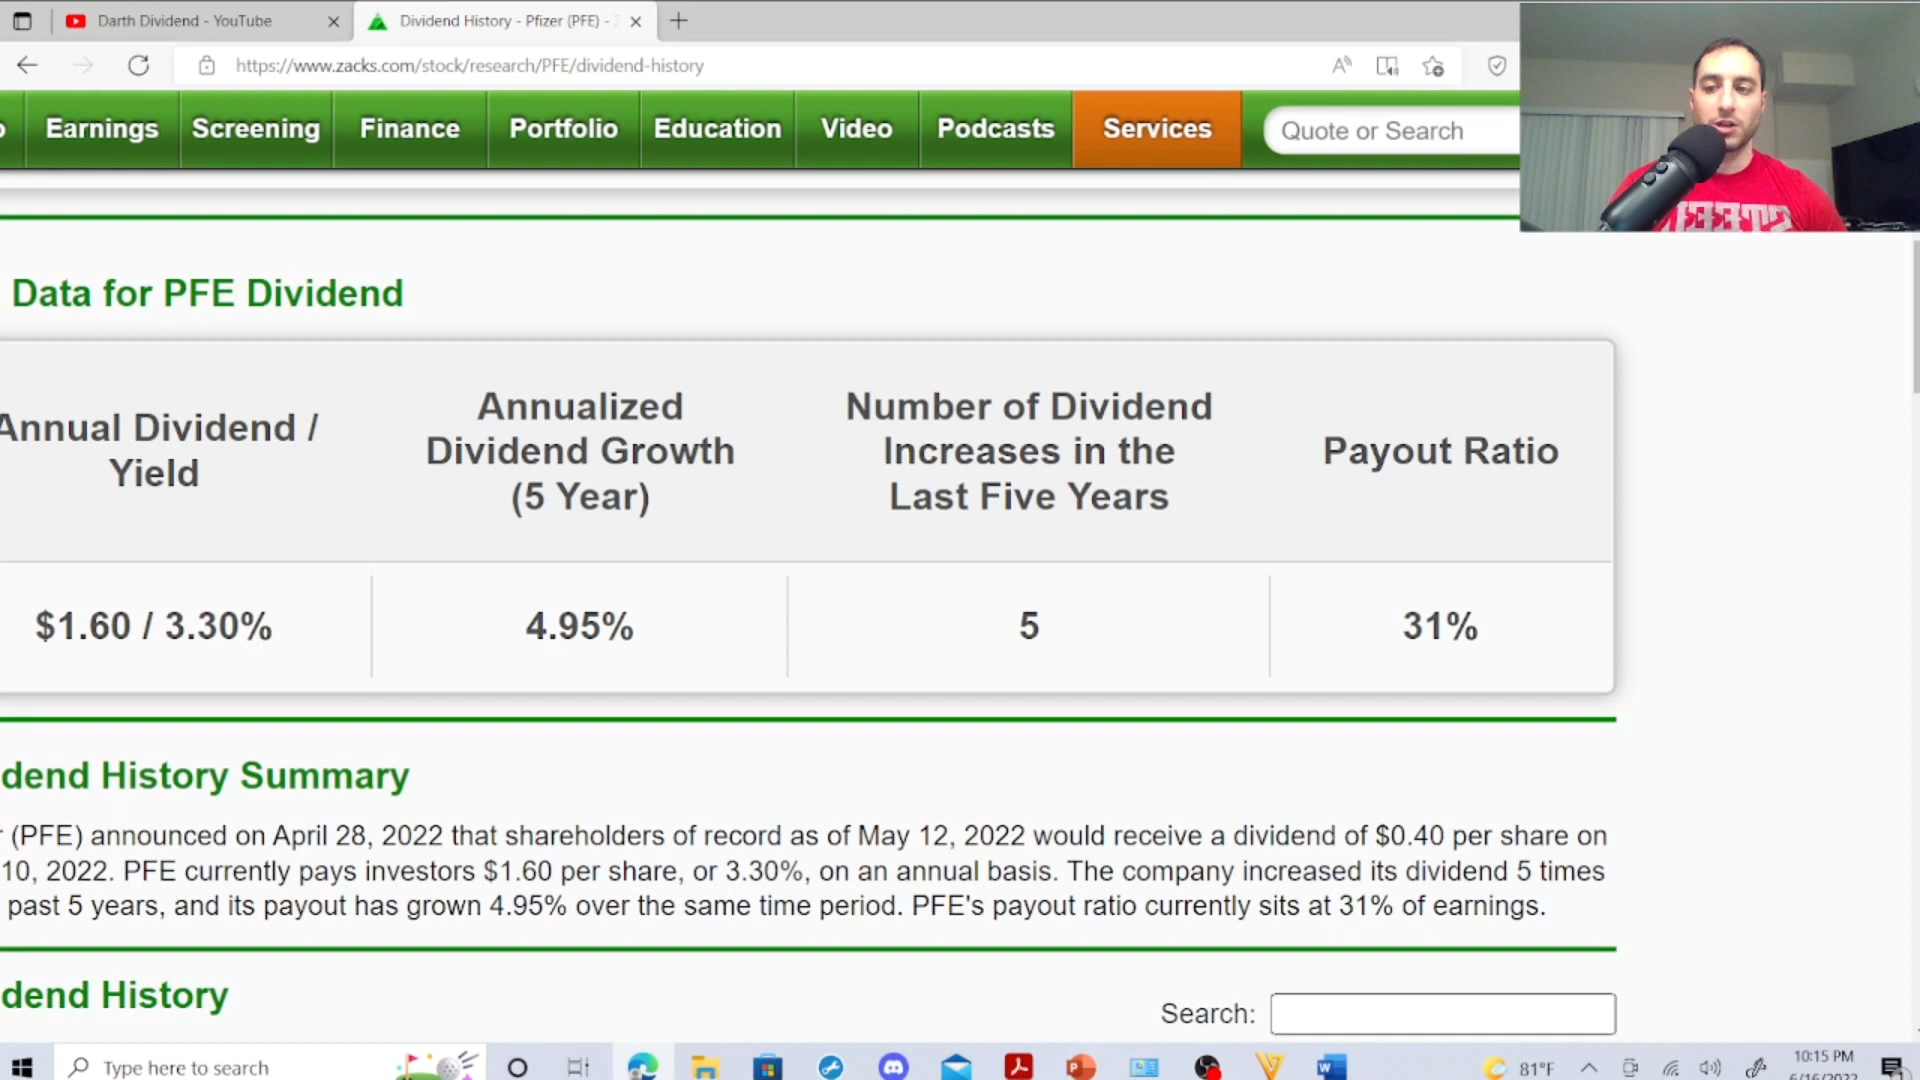 Darth Dividend - YouTube
Dividend History - Pfizer (PFE) -
https://www.zacks.com/stock/research/PFE/dividend-history
Earnings Screening Finance Portfolio Education Video Podcasts Services Quote or Search
Data for PFE Dividend
Annual Dividend /
Yield
Annualized
Dividend Growth
(5 Year)
Number of Dividend
Increases in the
Last Five Years
Payout Ratio
$1.60 / 3.30% 4.95% 5 31%
dend History Summary
(PFE) announced on April 28, 2022 that shareholders of record as of May 12, 2022 would receive a dividend of $0.40 per share on
10, 2022. PFE currently pays investors $1.60 per share, or 3.30%, on an annual basis. The company increased its dividend 5 times
past 5 years, and its payout has grown 4.95% over the same time period. PFE's payout ratio currently sits at 31% of earnings.
dend History
Search:
Type here to search
81°F
10:15 PM
6/16/2022